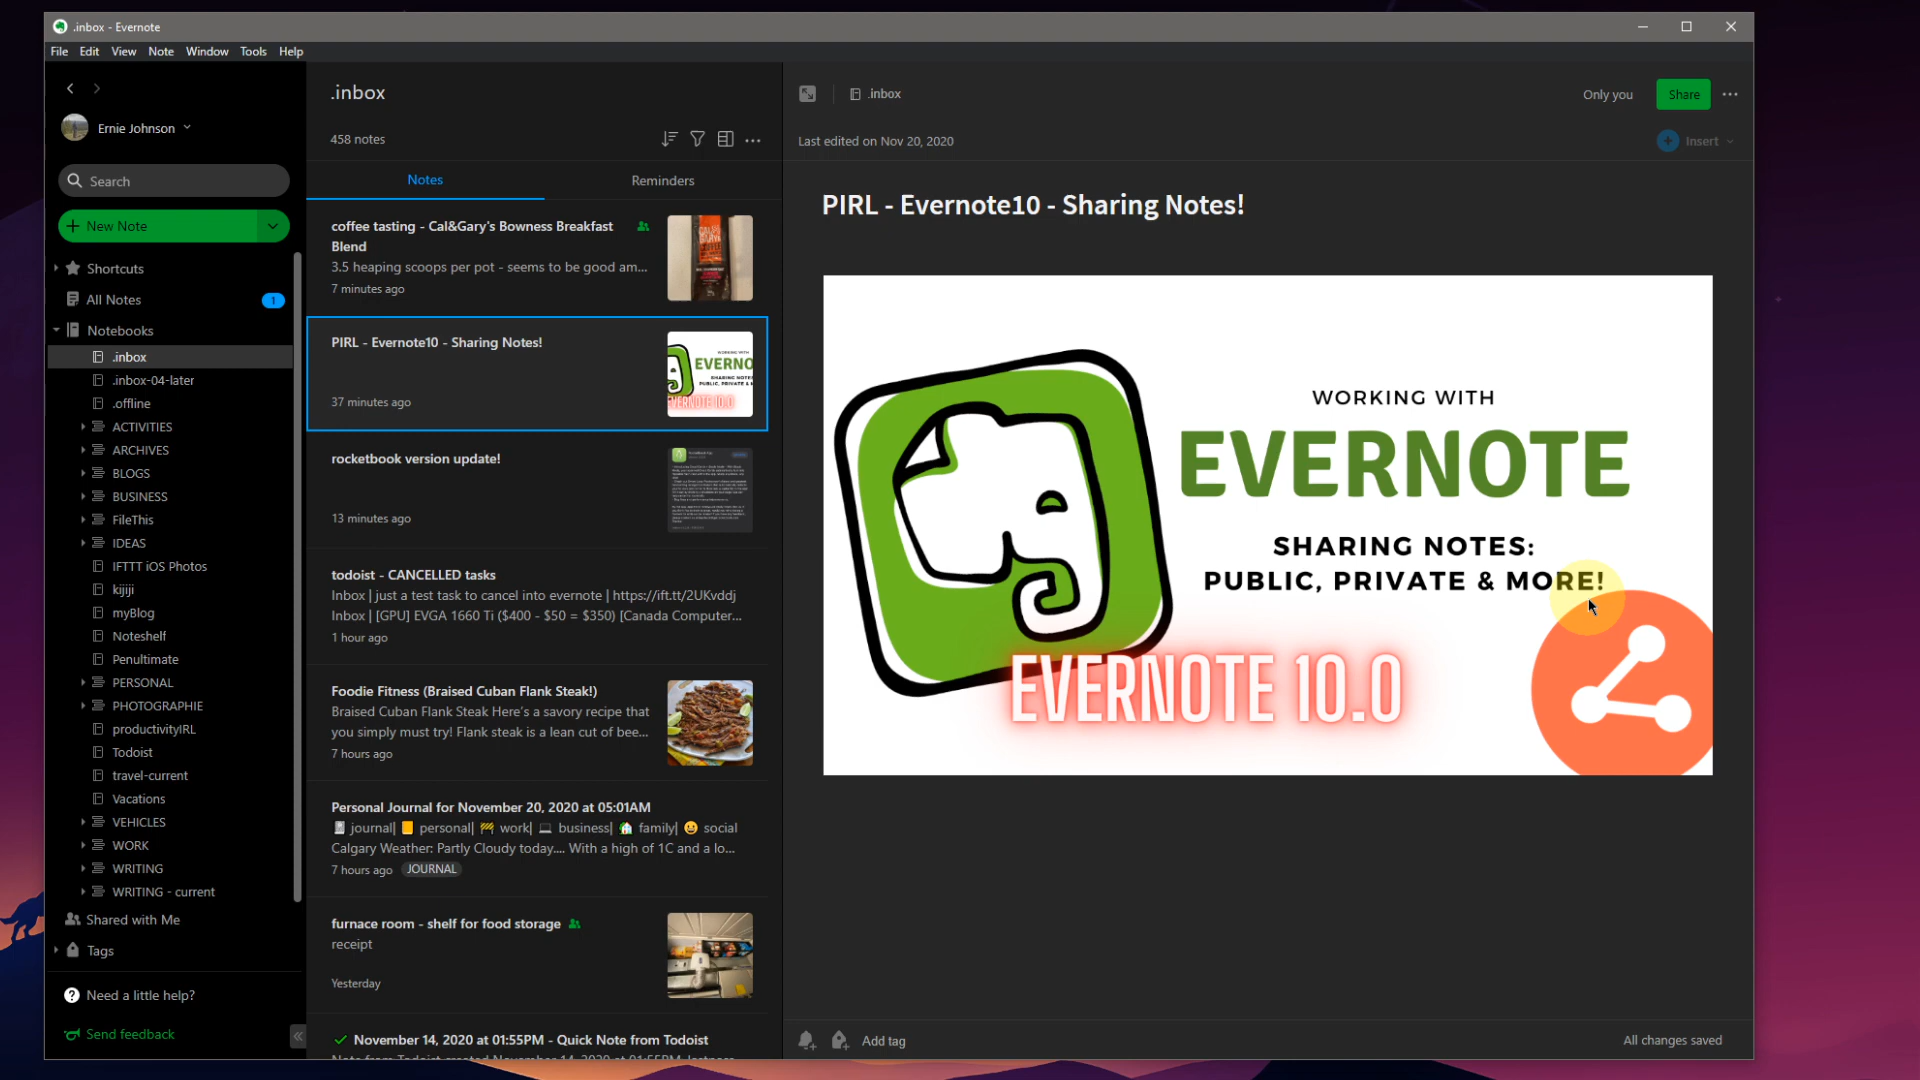 .inbox - Evernote
File Edit View Note Window Tools Help
Ernie Johnson
Search
New Note
Shortcuts
All Notes 1
Notebooks
.inbox
.inbox-04-later
.offline
ACTIVITIES
ARCHIVES
BLOGS
BUSINESS
FileThis
IDEAS
IFTTT iOS Photos
kijiji
myBlog
Noteshelf
Penultimate
PERSONAL
PHOTOGRAPHIE
productivityIRL
Todoist
travel-current
Vacations
VEHICLES
WORK
WRITING
WRITING - current
Shared with Me
Tags
Need a little help?
Send feedback
.inbox
458 notes
Notes Reminders
coffee tasting - Cal&Gary's Bowness Breakfast
Blend
3.5 heaping scoops per pot - seems to be good am...
7 minutes ago
PIRL - Evernote10 - Sharing Notes!
37 minutes ago
WORKING WITH
EVERNO
SHARING NOTE
PUBLIC, PRIVATE &
EVERNOTE 10.0
rocketbook version update!
13 minutes ago
todoist - CANCELLED tasks
Inbox | just a test task to cancel into evernote | https://ift.tt/2UKvddj
Inbox | [GPU] EVGA 1660 Ti ($400 - $50 = $350) [Canada Computer...
1 hour ago
Foodie Fitness (Braised Cuban Flank Steak!)
Braised Cuban Flank Steak Here's a savory recipe that
you simply must try! Flank steak is a lean cut of bee...
7 hours ago
Personal Journal for November 20, 2020 at 05:01AM
journal| personal| work| business| family| social
Calgary Weather: Partly Cloudy today.... With a high of 1C and a lo...
7 hours ago JOURNAL
furnace room - shelf for food storage
receipt
Yesterday
November 14, 2020 at 01:55PM - Quick Note from Todoist
.inbox
Only you Share
Last edited on Nov 20, 2020
Insert
PIRL - Evernote10 - Sharing Notes!
WORKING WITH
EVERNOTE
SHARING NOTES:
PUBLIC, PRIVATE & MORE!
EVERNOTE 10.0
Add tag
All changes saved